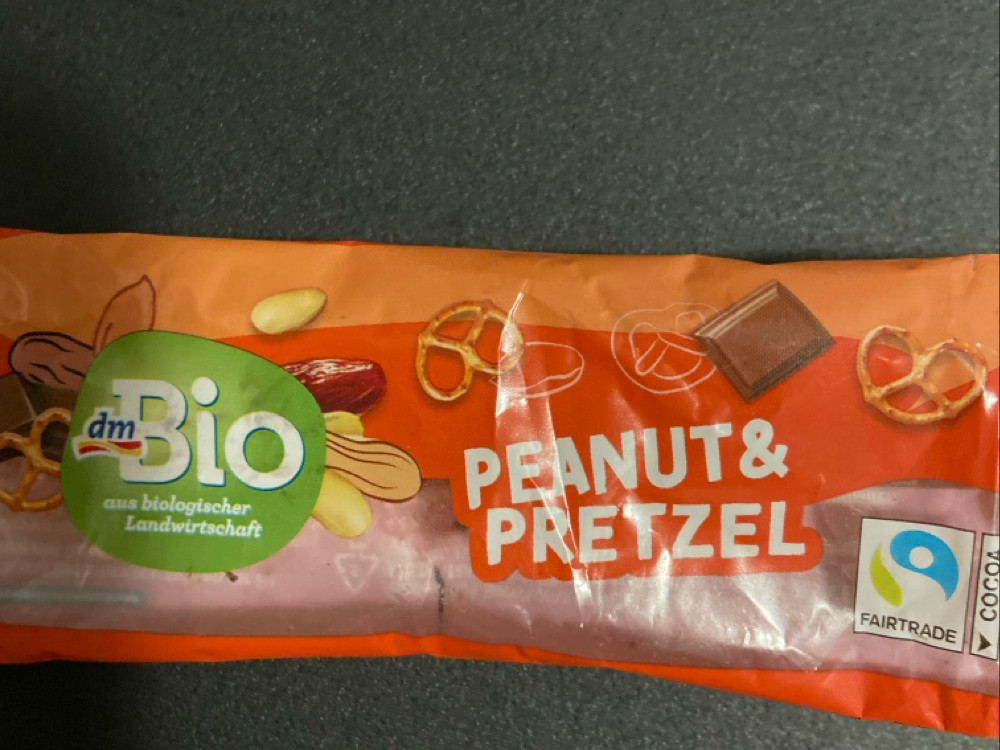 dm
Bio
aus biologischer
Landwirtschaft
PEANUT &
PRETZEL
FAIRTRADE
COCOA